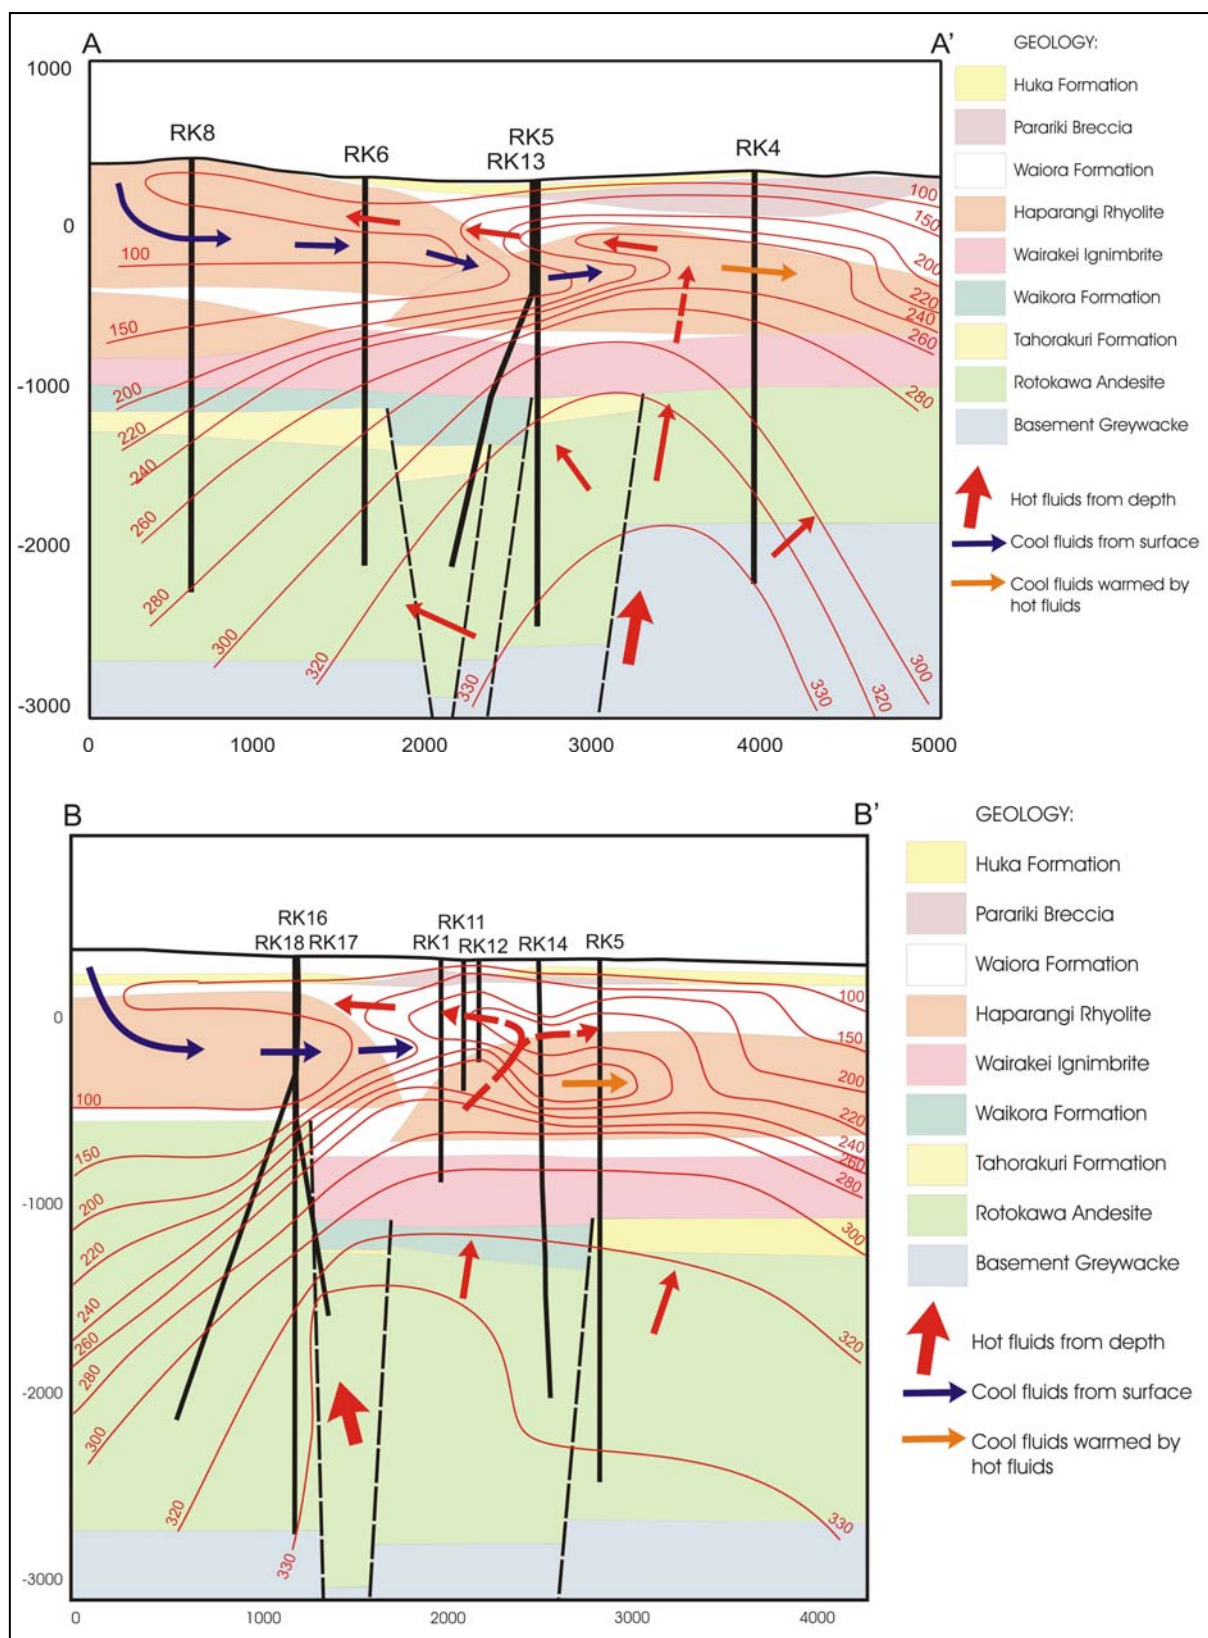 A
A'
GEOLOGY:
Huka Formation
Parariki Breccia
Waiora Formation
Haparangi Rhyolite
Wairakei Ignimbrite
Waikora Formation
Tahorakuri Formation
Rotokawa Andesite
Basement Greywacke
Hot fluids from depth
Cool fluids from surface
Cool fluids warmed by
hot fluids
1000
0
-1000
-2000
-3000
RK8
RK6
RK5
RK13
RK4
100
150
200
220
240
260
280
300
320
330
100
150
200
220
240
260
280
300
320
330
0
1000
2000
3000
4000
5000
B
B'
GEOLOGY:
Huka Formation
Parariki Breccia
Waiora Formation
Haparangi Rhyolite
Wairakei Ignimbrite
Waikora Formation
Tahorakuri Formation
Rotokawa Andesite
Basement Greywacke
Hot fluids from depth
Cool fluids from surface
Cool fluids warmed by
hot fluids
0
-1000
-2000
-3000
RK16
RK18
RK17
RK11
RK1
RK12
RK14
RK5
100
150
200
220
240
260
280
300
320
330
100
150
200
220
240
260
280
300
320
330
0
1000
2000
3000
4000